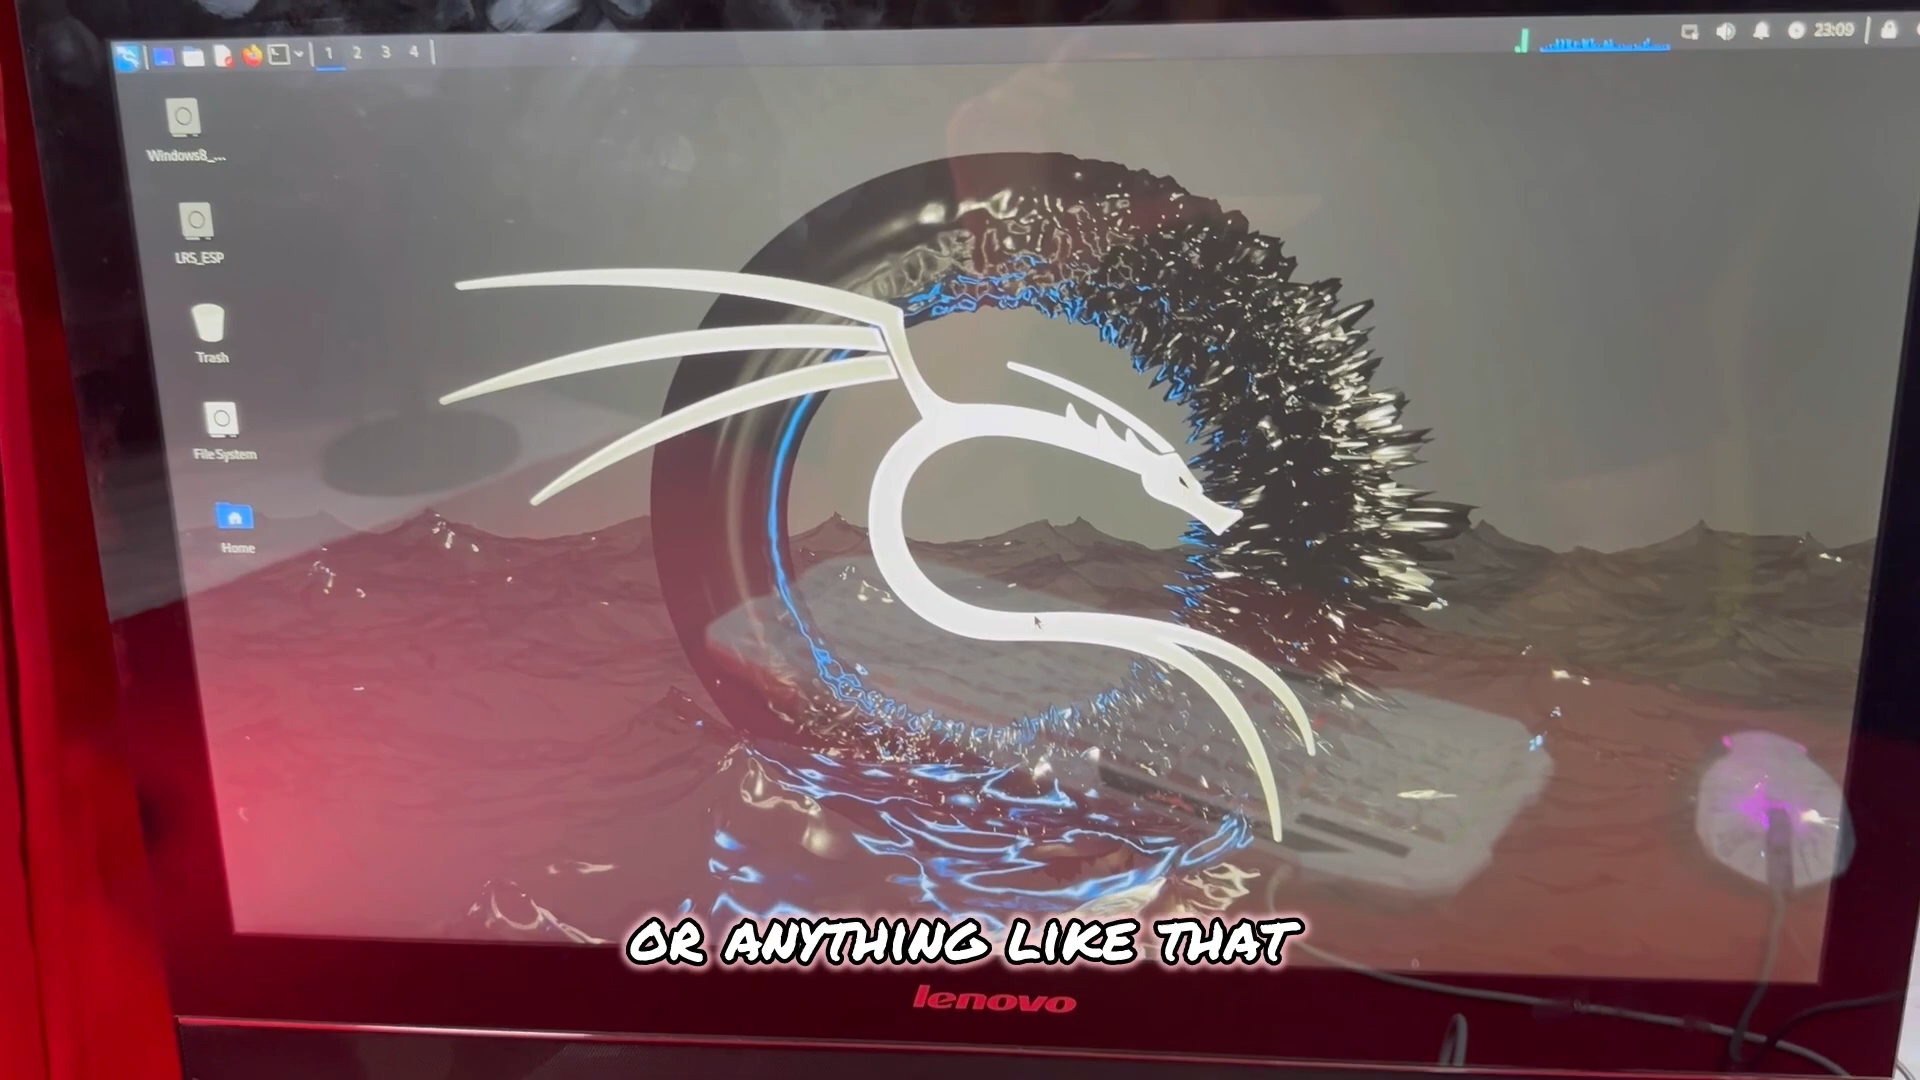 1 2 3 4
23:09
Windows8_...
LRS_ESP
Trash
File System
Home
OR ANYTHING LIKE THAT
lenovo